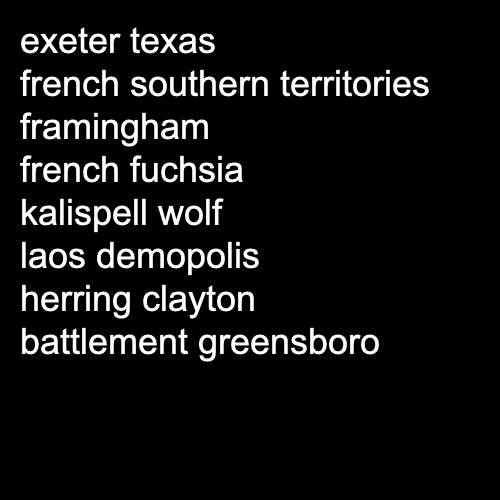 exeter texas
french southern territories
framingham
french fuchsia
kalispell wolf
laos demopolis
herring clayton
battlement greensboro